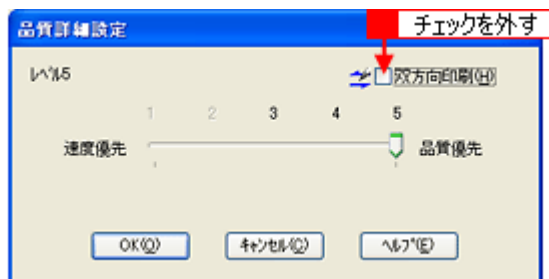 品質詳細設定
チェックを外す
ﾚﾍﾞﾙ5
双方向印刷(H)
1 2 3 4 5
速度優先
品質優先
OK(O)
ｷｬﾝｾﾙ(C)
ﾍﾙﾌﾟ(E)